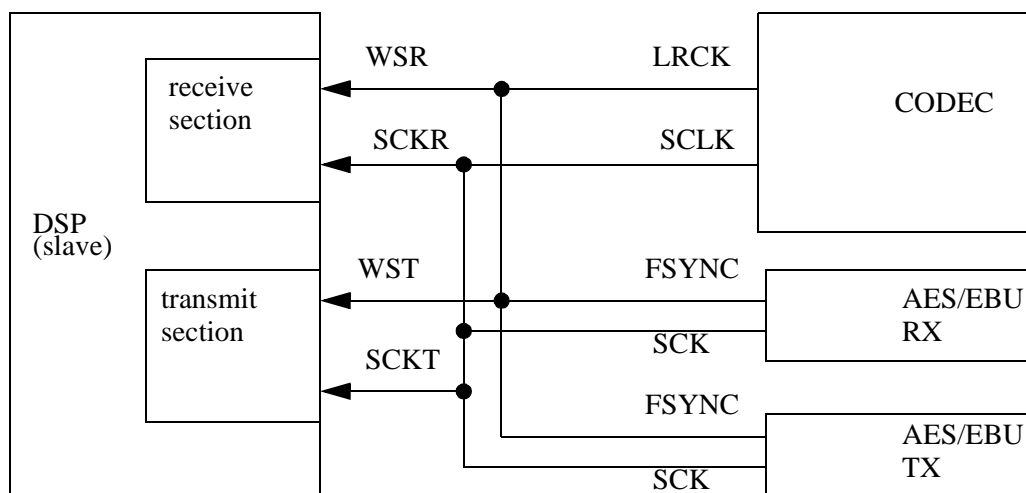 WSR
LRCK
receive
section
CODEC
SCKR
SCLK
DSP
(slave)
WST
FSYNC
transmit
section
AES/EBU
RX
SCK
SCKT
FSYNC
AES/EBU
TX
SCK